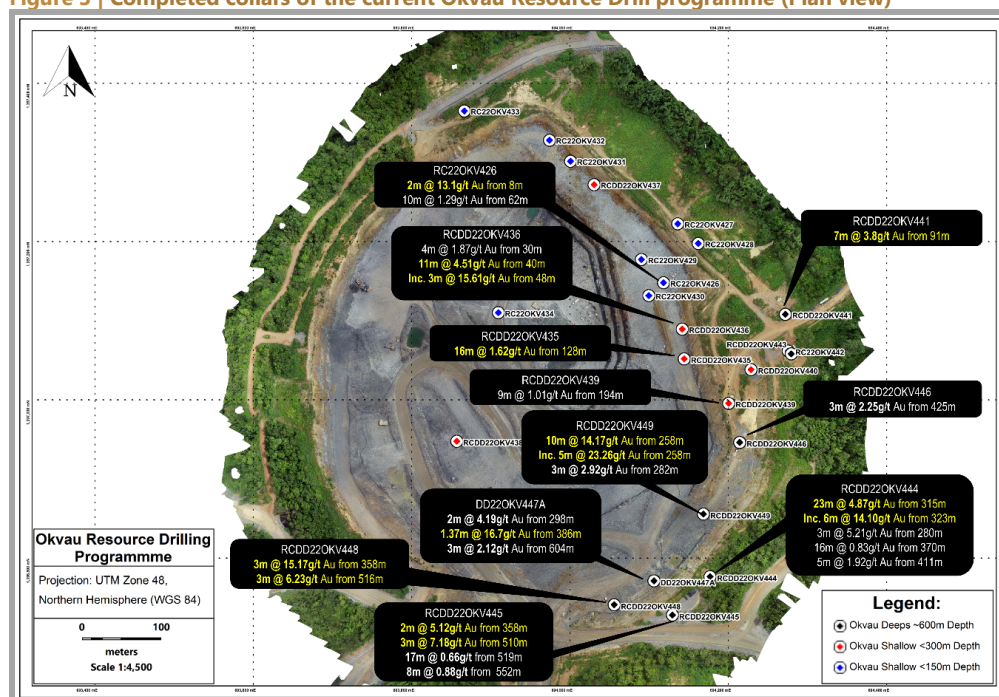 Figure 5 | Completed collars of the current Okvau Resource Drill programme (Plan view)
N
RC22OKV433
RC22OKV432
RC22OKV431
RCDD22OKV437
RC22OKV426
2m @ 13.1g/t Au from 8m
10m @ 1.29g/t Au from 62m
RC22OKV427
RC22OKV428
RCDD22OKV441
7m @ 3.8g/t Au from 91m
RCDD22OKV436
4m @ 1.87g/t Au from 30m
11m @ 4.51g/t Au from 40m
Inc. 3m @ 15.61g/t Au from 48m
RC22OKV429
RC22OKV426
RC22OKV430
RC22OKV434
RCDD22OKV441
RCDD22OKV436
RCDD22OKV435
16m @ 1.62g/t Au from 128m
RCDD22OKV443
RC22OKV442
RCDD22OKV435
RCDD22OKV440
RCDD22OKV439
9m @ 1.01g/t Au from 194m
RCDD22OKV439
RCDD22OKV446
3m @ 2.25g/t Au from 425m
RCDD22OKV449
10m @ 14.17g/t Au from 258m
Inc. 5m @ 23.26g/t Au from 258m
3m @ 2.92g/t Au from 282m
RCDD22OKV438
RCDD22OKV446
DD22OKV447A
2m @ 4.19g/t Au from 298m
1.37m @ 16.7g/t Au from 386m
3m @ 2.12g/t Au from 604m
RCDD22OKV449
RCDD22OKV444
23m @ 4.87g/t Au from 315m
Inc. 6m @ 14.10g/t Au from 323m
3m @ 5.21g/t Au from 280m
16m @ 0.83g/t Au from 370m
5m @ 1.92g/t Au from 411m
RCDD22OKV448
3m @ 15.17g/t Au from 358m
3m @ 6.23g/t Au from 516m
DD22OKV447A
RCDD22OKV444
RCDD22OKV448
RCDD22OKV445
RCDD22OKV445
2m @ 5.12g/t Au from 358m
3m @ 7.18g/t Au from 510m
17m @ 0.66g/t from 519m
8m @ 0.88g/t from 552m
Okvau Resource Drilling
Programmme
Projection: UTM Zone 48,
Northern Hemisphere (WGS 84)
0 100
meters
Scale 1:4,500
Legend:
Okvau Deeps ~600m Depth
Okvau Shallow <300m Depth
Okvau Shallow <150m Depth